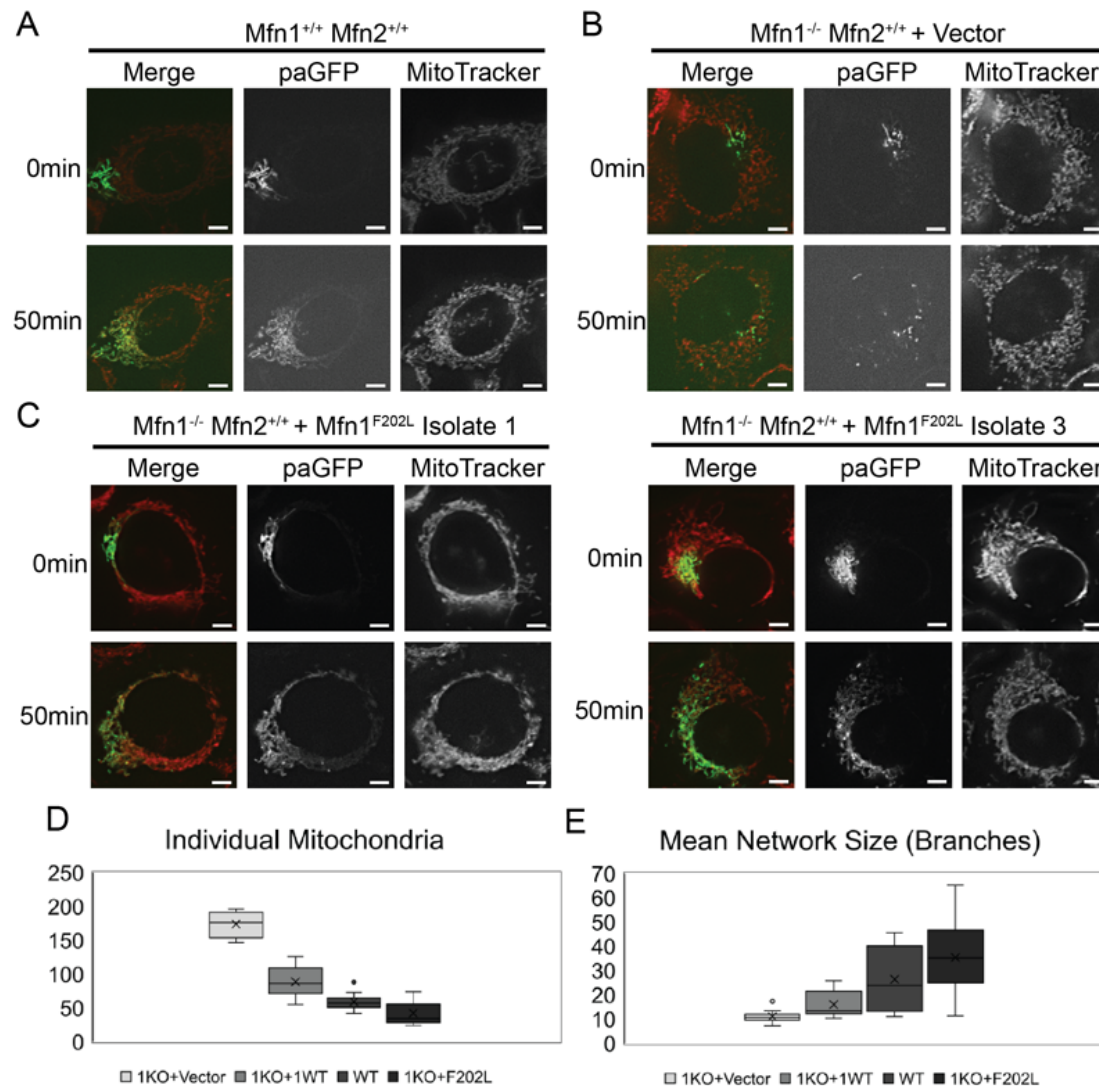 A
Mfn1+/+ Mfn2+/+
Merge paGFP MitoTracker
0min
50min
B
Mfn1-/- Mfn2+/+ + Vector
Merge paGFP MitoTracker
0min
50min
C
Mfn1-/- Mfn2+/+ + Mfn1F202L Isolate 1
Merge paGFP MitoTracker
0min
50min
Mfn1-/- Mfn2+/+ + Mfn1F202L Isolate 3
Merge paGFP MitoTracker
0min
50min
D
Individual Mitochondria
250
200
150
100
50
0
1KO+Vector 1KO+1WT WT 1KO+F202L
E
Mean Network Size (Branches)
70
60
50
40
30
20
10
0
1KO+Vector 1KO+1WT WT 1KO+F202L